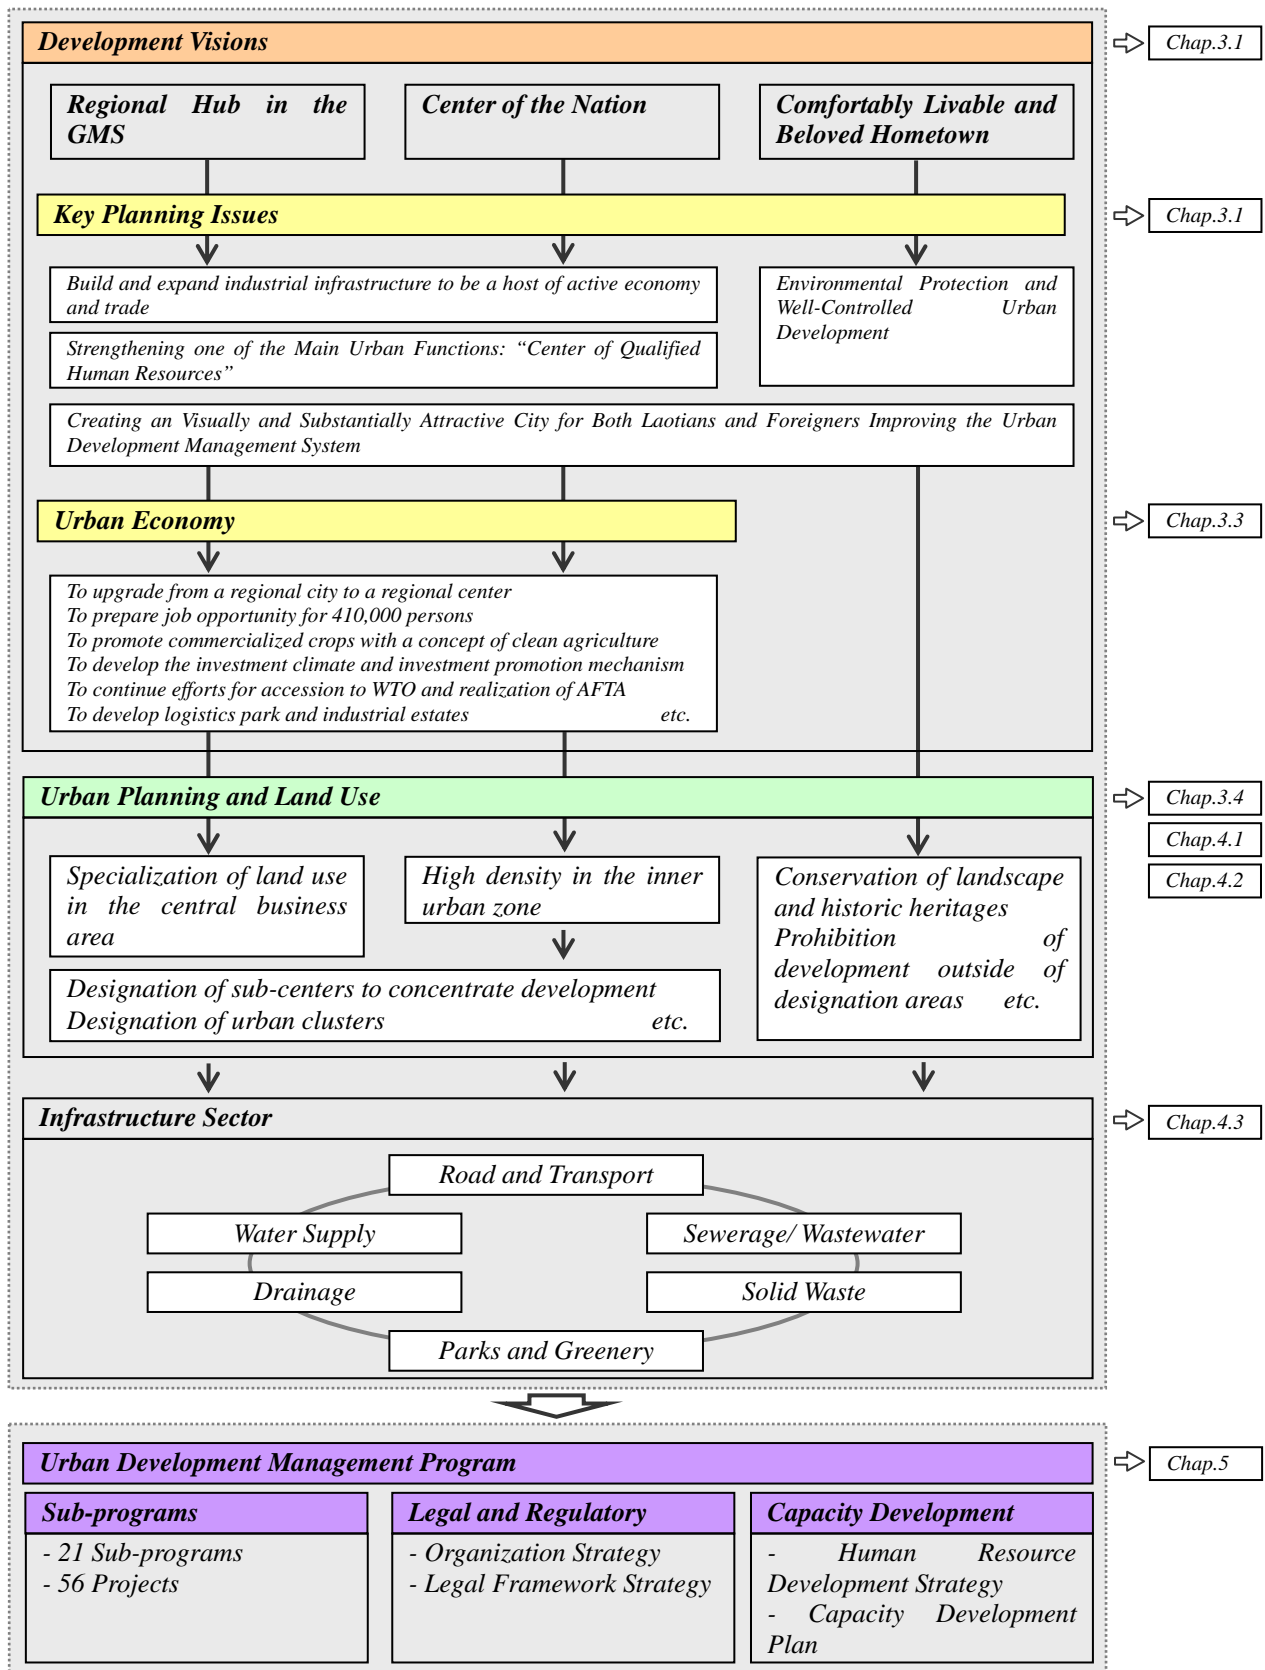 Development Visions
Chap.3.1
Regional Hub in the
GMS
Center of the Nation
Comfortably Livable and
Beloved Hometown
Key Planning Issues
Chap.3.1
Build and expand industrial infrastructure to be a host of active economy
and trade
Environmental Protection and
Well-Controlled Urban
Development
Strengthening one of the Main Urban Functions: “Center of Qualified
Human Resources”
Creating an Visually and Substantially Attractive City for Both Laotians and Foreigners Improving the Urban
Development Management System
Urban Economy
Chap.3.3
To upgrade from a regional city to a regional center
To prepare job opportunity for 410,000 persons
To promote commercialized crops with a concept of clean agriculture
To develop the investment climate and investment promotion mechanism
To continue efforts for accession to WTO and realization of AFTA
To develop logistics park and industrial estates etc.
Urban Planning and Land Use
Chap.3.4
Chap.4.1
Chap.4.2
Specialization of land use
in the central business
area
High density in the inner
urban zone
Conservation of landscape
and historic heritages
Prohibition of
development outside of
designation areas etc.
Designation of sub-centers to concentrate development
Designation of urban clusters etc.
Infrastructure Sector
Chap.4.3
Road and Transport
Water Supply
Sewerage/ Wastewater
Drainage
Solid Waste
Parks and Greenery
Urban Development Management Program
Chap.5
Sub-programs
- 21 Sub-programs
- 56 Projects
Legal and Regulatory
- Organization Strategy
- Legal Framework Strategy
Capacity Development
- Human Resource
Development Strategy
- Capacity Development
Plan